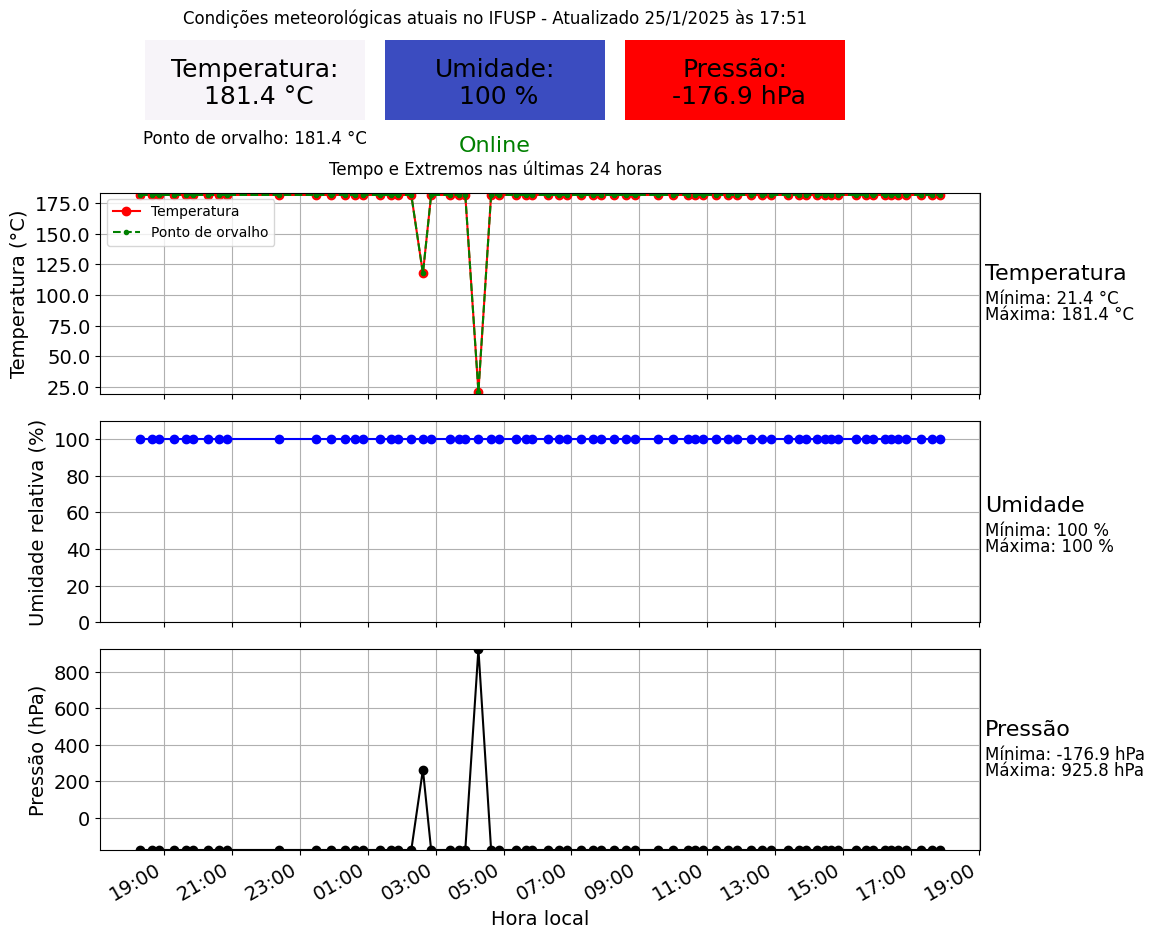 Condições meteorológicas atuais no IFUSP - Atualizado 25/1/2025 às 17:51
Temperatura:
181.4 °C
Umidade:
100 %
Pressão:
-176.9 hPa
Ponto de orvalho: 181.4 °C
Online
Tempo e Extremos nas últimas 24 horas
Temperatura (°C)
175.0
150.0
125.0
100.0
75.0
50.0
25.0
Temperatura
Ponto de orvalho
Temperatura
Mínima: 21.4 °C
Máxima: 181.4 °C
Umidade relativa (%)
100
80
60
40
20
0
Umidade
Mínima: 100 %
Máxima: 100 %
Pressão (hPa)
800
600
400
200
0
Pressão
Mínima: -176.9 hPa
Máxima: 925.8 hPa
19:00 21:00 23:00 01:00 03:00 05:00 07:00 09:00 11:00 13:00 15:00 17:00 19:00
Hora local